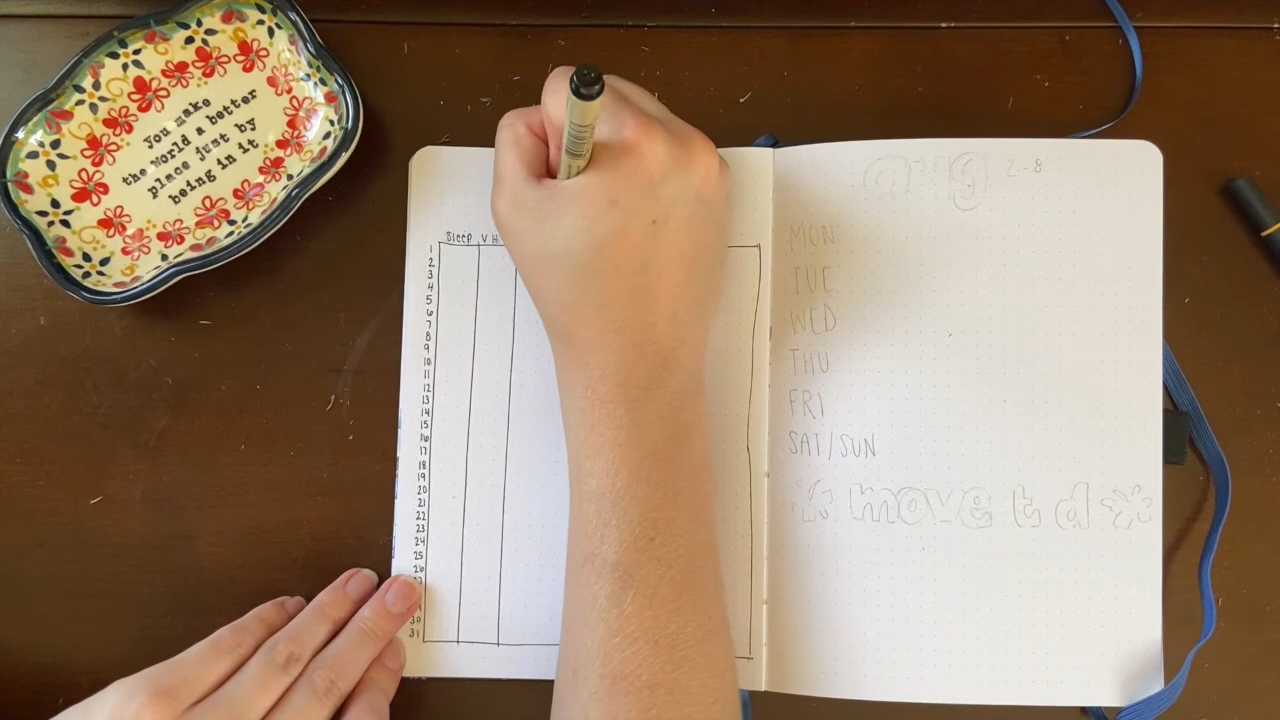 you make
the world a better
place just by
being in it
Sleep V H
1
2
3
4
5
6
7
8
9
10
11
12
13
14
15
16
17
18
19
20
21
22
23
24
25
26
30
31
aug 2-8
MON
TUE
WED
THU
FRI
SAT/SUN
move t d